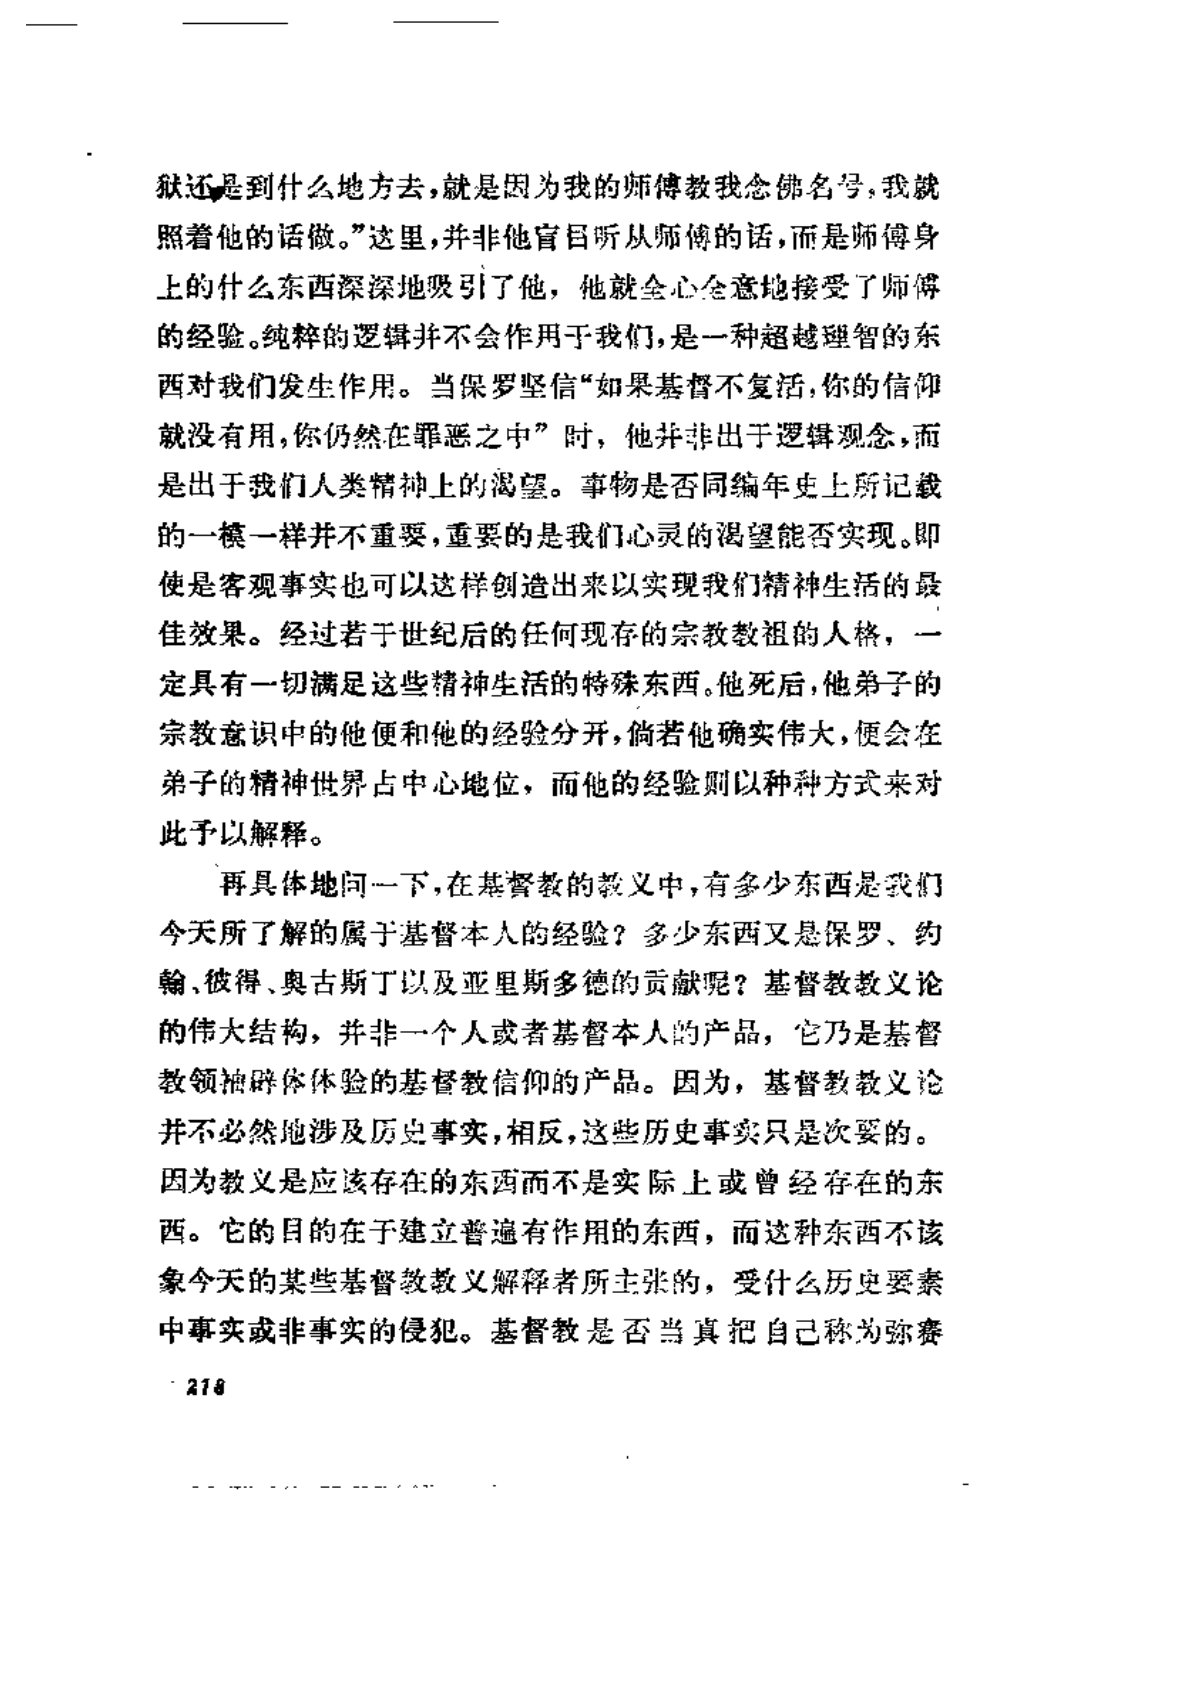 狱还是到什么地方去，就是因为我的师傅教我念佛名号，我就
照着他的话做。”这里，并非他盲目听从师傅的话，而是师傅身
上的什么东西深深地吸引了他，他就全心全意地接受了师傅
的经验。纯粹的逻辑并不会作用于我们，是一种超越理智的东
西对我们发生作用。当保罗坚信“如果基督不复活，你的信仰
就没有用，你仍然在罪恶之中”时，他并非出于逻辑观念，而
是出于我们人类精神上的渴望。事物是否同编年史上所记载
的一模一样并不重要，重要的是我们心灵的渴望能否实现。即
使是客观事实也可以这样创造出来以实现我们精神生活的最
佳效果。经过若干世纪后的任何现存的宗教教祖的人格，一
定具有一切满足这些精神生活的特殊东西。他死后，他弟子的
宗教意识中的他便和他的经验分开，倘若他确实伟大，便会在
弟子的精神世界占中心地位，而他的经验则以种种方式来对
此予以解释。
再具体地问一下，在基督教的教义中，有多少东西是我们
今天所了解的属于基督本人的经验？多少东西又是保罗、约
翰、彼得、奥古斯丁以及亚里斯多德的贡献呢？基督教教义论
的伟大结构，并非一个人或者基督本人的产品，它乃是基督
教领袖群体体验的基督教信仰的产品。因为，基督教教义论
并不必然地涉及历史事实，相反，这些历史事实只是次要的。
因为教义是应该存在的东西而不是实际上或曾经存在的东
西。它的目的在于建立普遍有作用的东西，而这种东西不该
象今天的某些基督教教义解释者所主张的，受什么历史要素
中事实或非事实的侵犯。基督教是否当真把自己称为弥赛
218